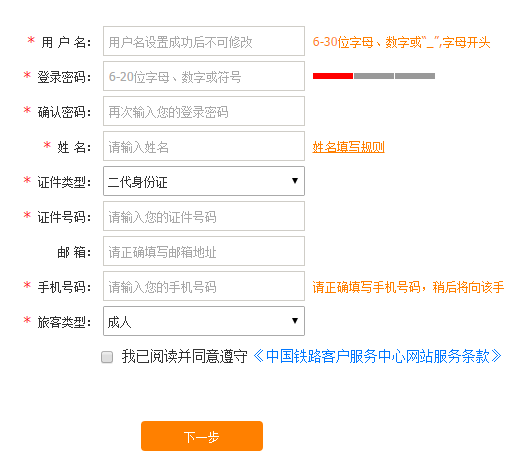 * 用 户 名： 用户名设置成功后不可修改 6-30位字母、数字或“_”,字母开头
* 登录密码： 6-20位字母、数字或符号
* 确认密码： 再次输入您的登录密码
* 姓 名： 请输入姓名 姓名填写规则
* 证件类型： 二代身份证
* 证件号码： 请输入您的证件号码
邮 箱： 请正确填写邮箱地址
* 手机号码： 请输入您的手机号码 请正确填写手机号码，稍后将向该手
* 旅客类型： 成人
我已阅读并同意遵守《中国铁路客户服务中心网站服务条款》
下一步